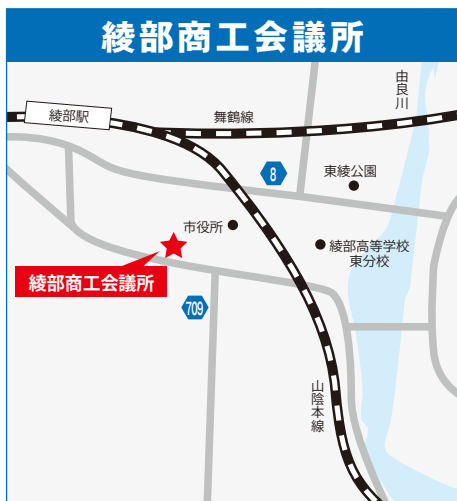 綾部商工会議所
由良川
綾部駅
舞鶴線
8
東綾公園
市役所
綾部高等学校
東分校
綾部商工会議所
709
山陰本線